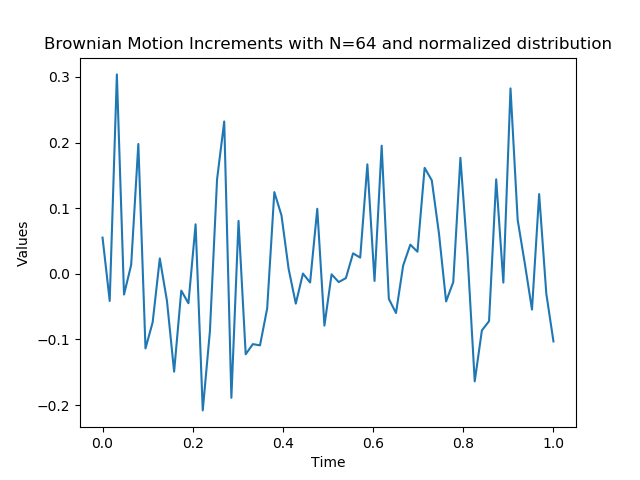 Brownian Motion Increments with N=64 and normalized distribution
0.3
0.2
0.1
0.0
−0.1
−0.2
Values
0.0 0.2 0.4 0.6 0.8 1.0
Time